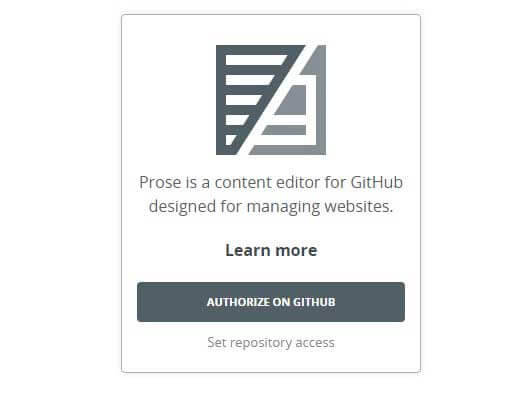 Prose is a content editor for GitHub
designed for managing websites.
Learn more
AUTHORIZE ON GITHUB
Set repository access